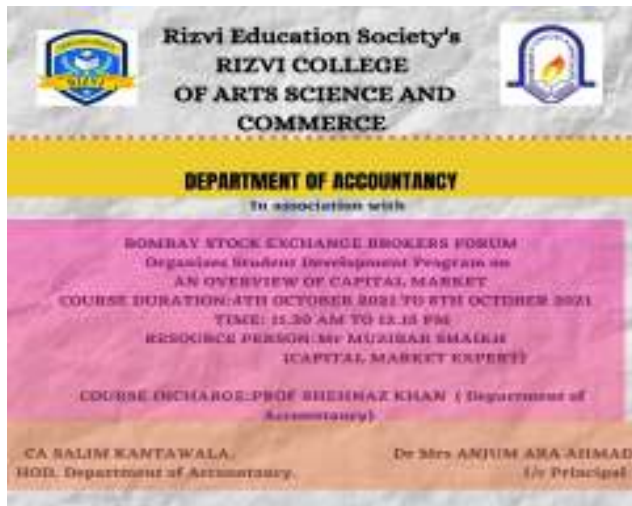 Rizvi Education Society's
RIZVI COLLEGE
OF ARTS SCIENCE AND
COMMERCE
DEPARTMENT OF ACCOUNTANCY
In association with
BOMBAY STOCK EXCHANGE BROKERS FORUM
Organizes Student Development Program on
AN OVERVIEW OF CAPITAL MARKET
COURSE DURATION:4TH OCTOBER 2021 TO 8TH OCTOBER 2021
TIME: 11.30 AM TO 12.15 PM
RESOURCE PERSON:Mr MUZIBAR SHAIKH
(CAPITAL MARKET EXPERT)
COURSE INCHARGE:PROF SHEHNAZ KHAN ( Department of
Accountancy)
CA SALIM KANTAWALA.
HOD, Department of Accountancy.
Dr Mrs ANJUM ARA AHMAD
I/c Principal